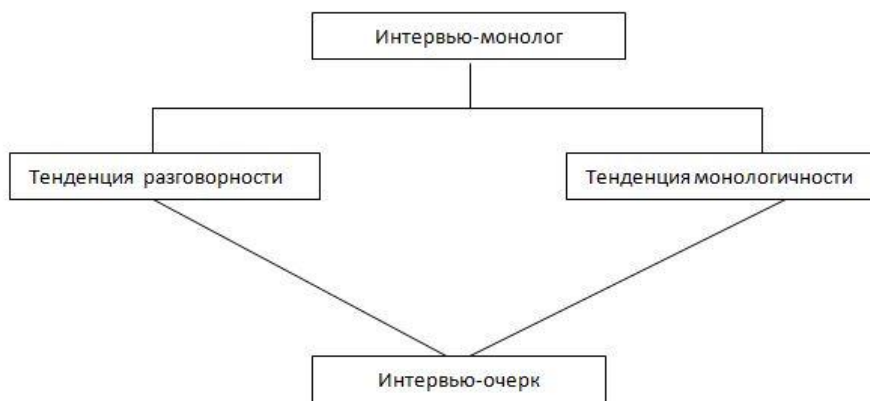 Интервью-монолог
Тенденция разговорности
Тенденция монологичности
Интервью-очерк